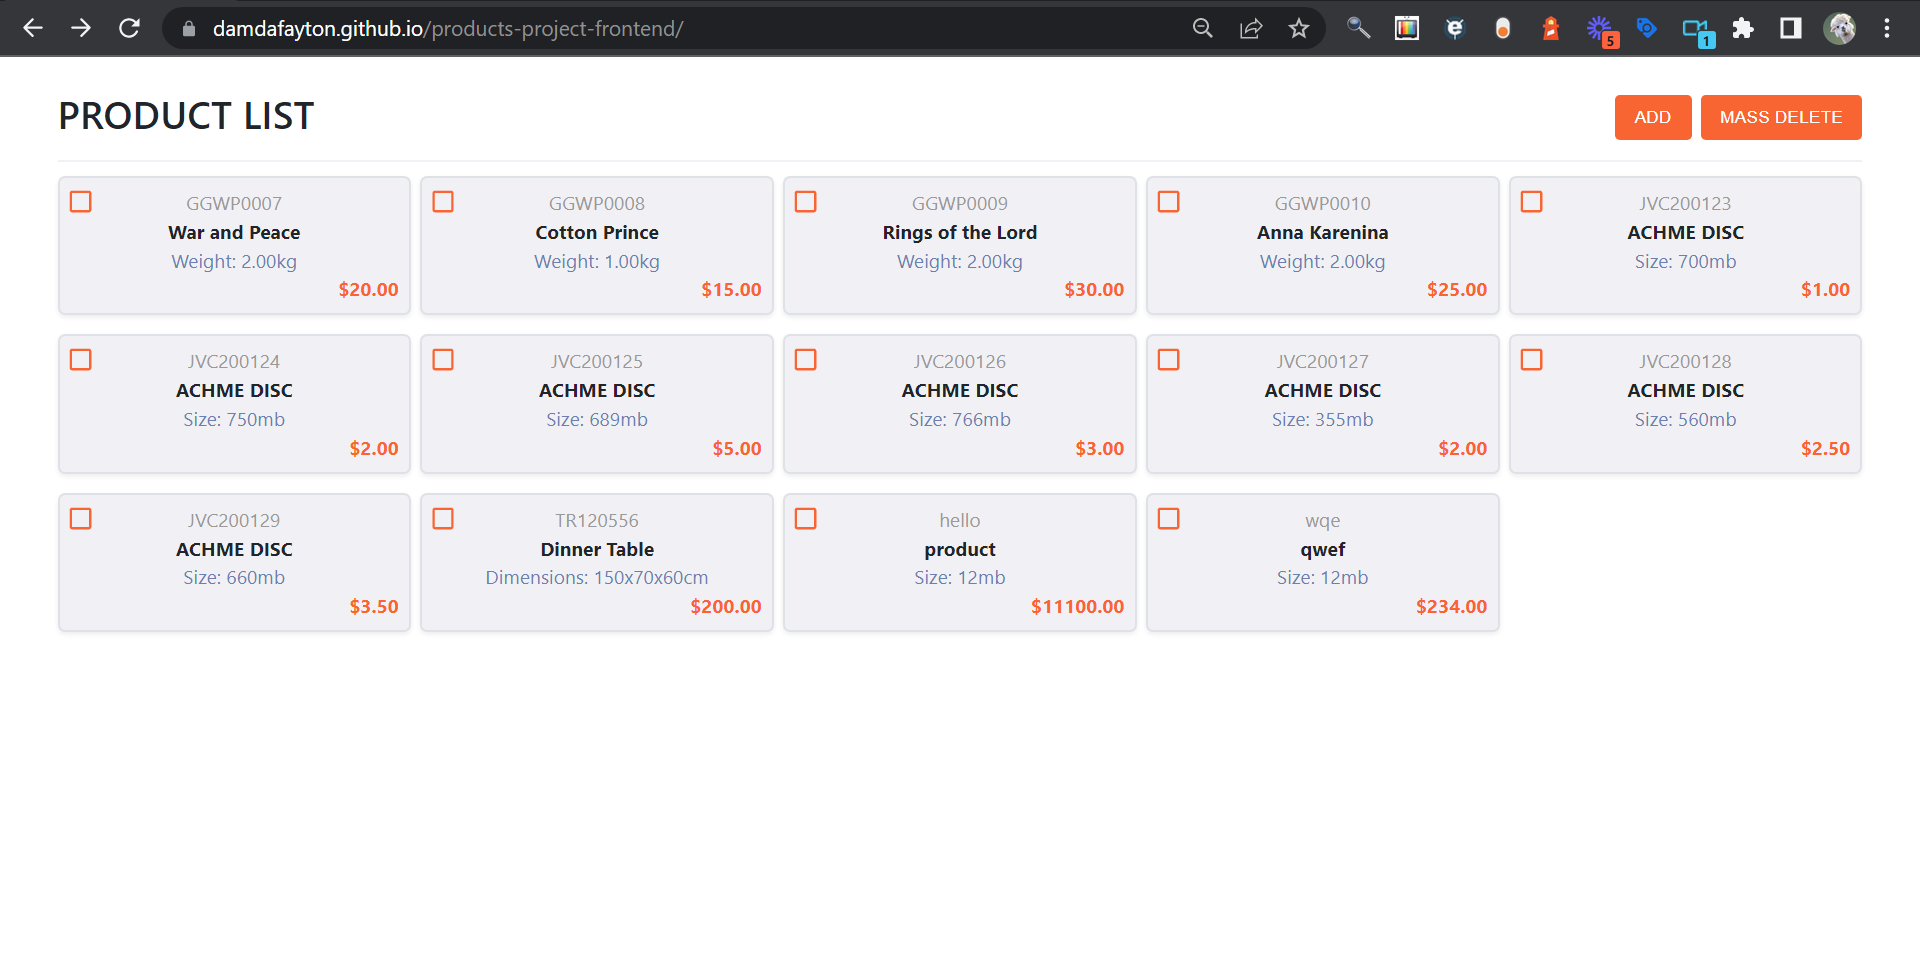 damdafayton.github.io/products-project-frontend/
5
1
PRODUCT LIST
ADD
MASS DELETE
GGWP0007
War and Peace
Weight: 2.00kg
$20.00
GGWP0008
Cotton Prince
Weight: 1.00kg
$15.00
GGWP0009
Rings of the Lord
Weight: 2.00kg
$30.00
GGWP0010
Anna Karenina
Weight: 2.00kg
$25.00
JVC200123
ACHME DISC
Size: 700mb
$1.00
JVC200124
ACHME DISC
Size: 750mb
$2.00
JVC200125
ACHME DISC
Size: 689mb
$5.00
JVC200126
ACHME DISC
Size: 766mb
$3.00
JVC200127
ACHME DISC
Size: 355mb
$2.00
JVC200128
ACHME DISC
Size: 560mb
$2.50
JVC200129
ACHME DISC
Size: 660mb
$3.50
TR120556
Dinner Table
Dimensions: 150x70x60cm
$200.00
hello
product
Size: 12mb
$11100.00
wqe
qwef
Size: 12mb
$234.00